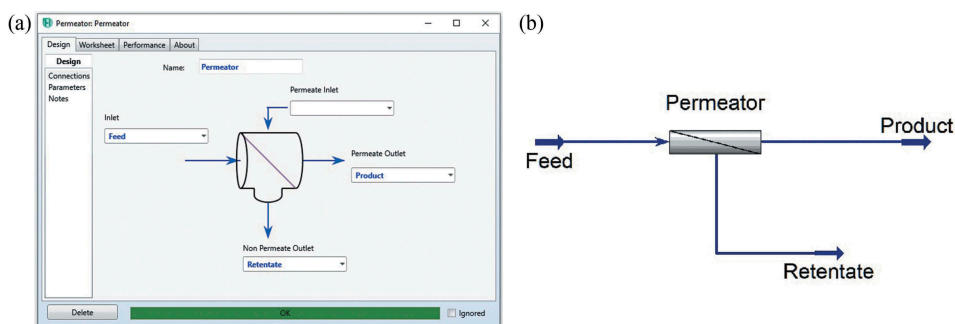 (a)
Permeator: Permeator
Design Worksheet Performance About
Design
Connections
Parameters
Notes
Name: Permeator
Permeate Inlet
Inlet
Feed
Permeate Outlet
Product
Non Permeate Outlet
Retentate
Delete
OK
Ignored
(b)
Permeator
Feed
Product
Retentate